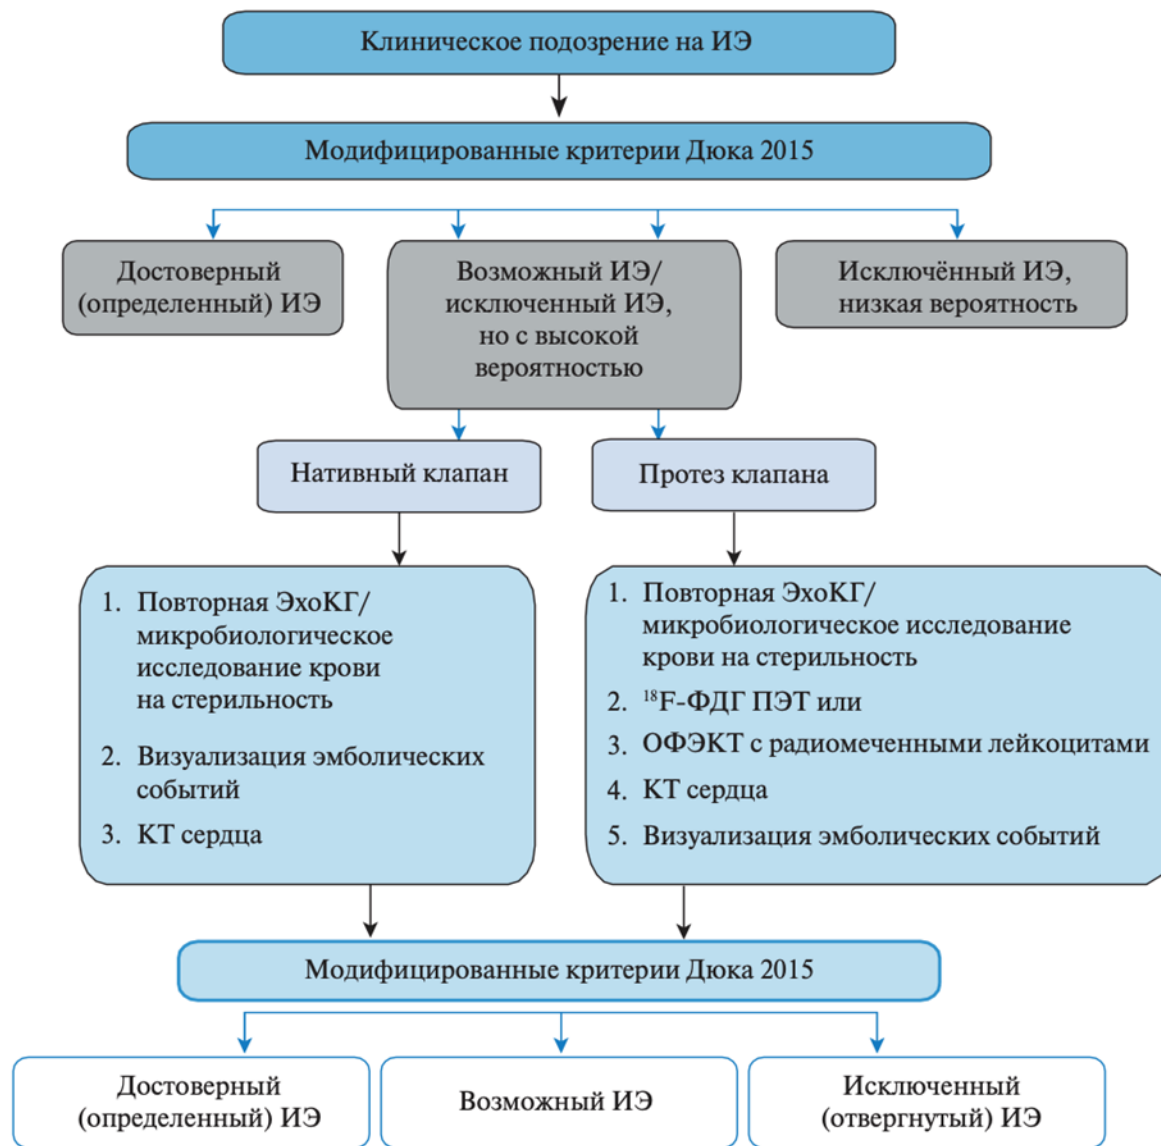 Клиническое подозрение на ИЭ
Модифицированные критерии Дюка 2015
Достоверный
(определенный) ИЭ
Возможный ИЭ/
исключенный ИЭ,
но с высокой
вероятностью
Исключённый ИЭ,
низкая вероятность
Нативный клапан
Протез клапана
1. Повторная ЭхоКГ/
микробиологическое
исследование крови
на стерильность
2. Визуализация эмболических
событий
3. КТ сердца
1. Повторная ЭхоКГ/
микробиологическое исследование
крови на стерильность
2. ¹⁸F-ФДГ ПЭТ или
3. ОФЭКТ с радиомеченными лейкоцитами
4. КТ сердца
5. Визуализация эмболических событий
Модифицированные критерии Дюка 2015
Достоверный
(определенный) ИЭ
Возможный ИЭ
Исключенный
(отвергнутый) ИЭ